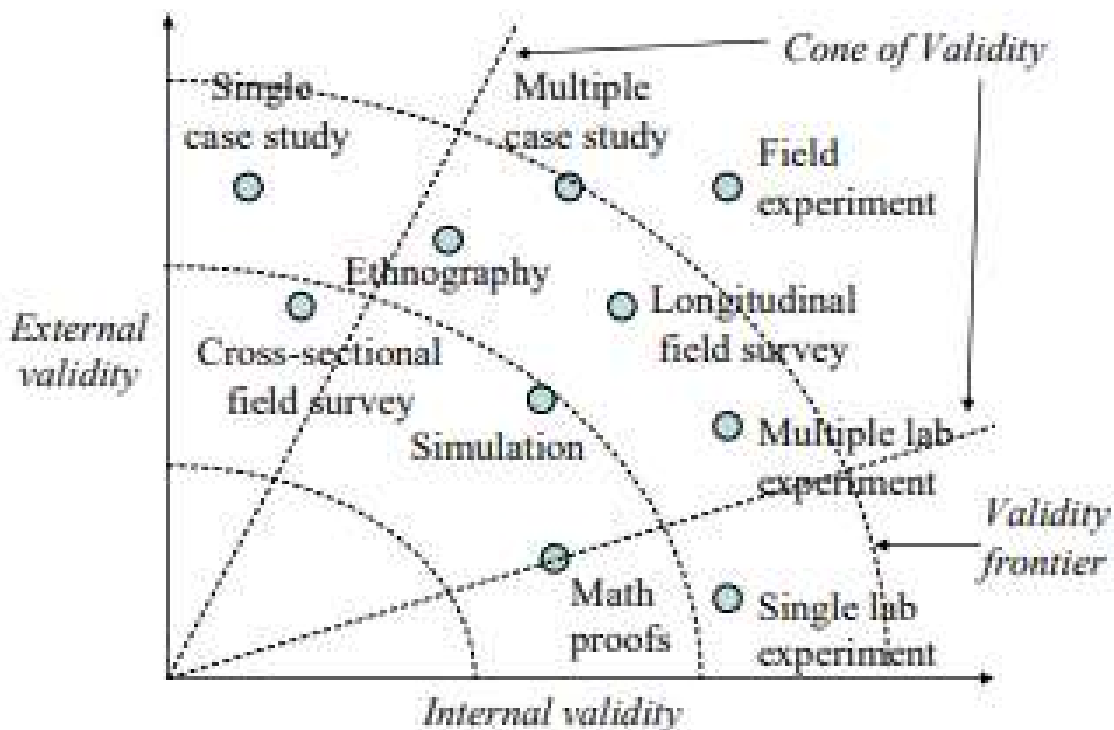 Cone of Validity
Single
case study
Multiple
case study
Field
experiment
Ethnography
External
validity
Longitudinal
field survey
Cross-sectional
field survey
Simulation
Multiple lab
experiment
Validity
frontier
Math
proofs
Single lab
experiment
Internal validity